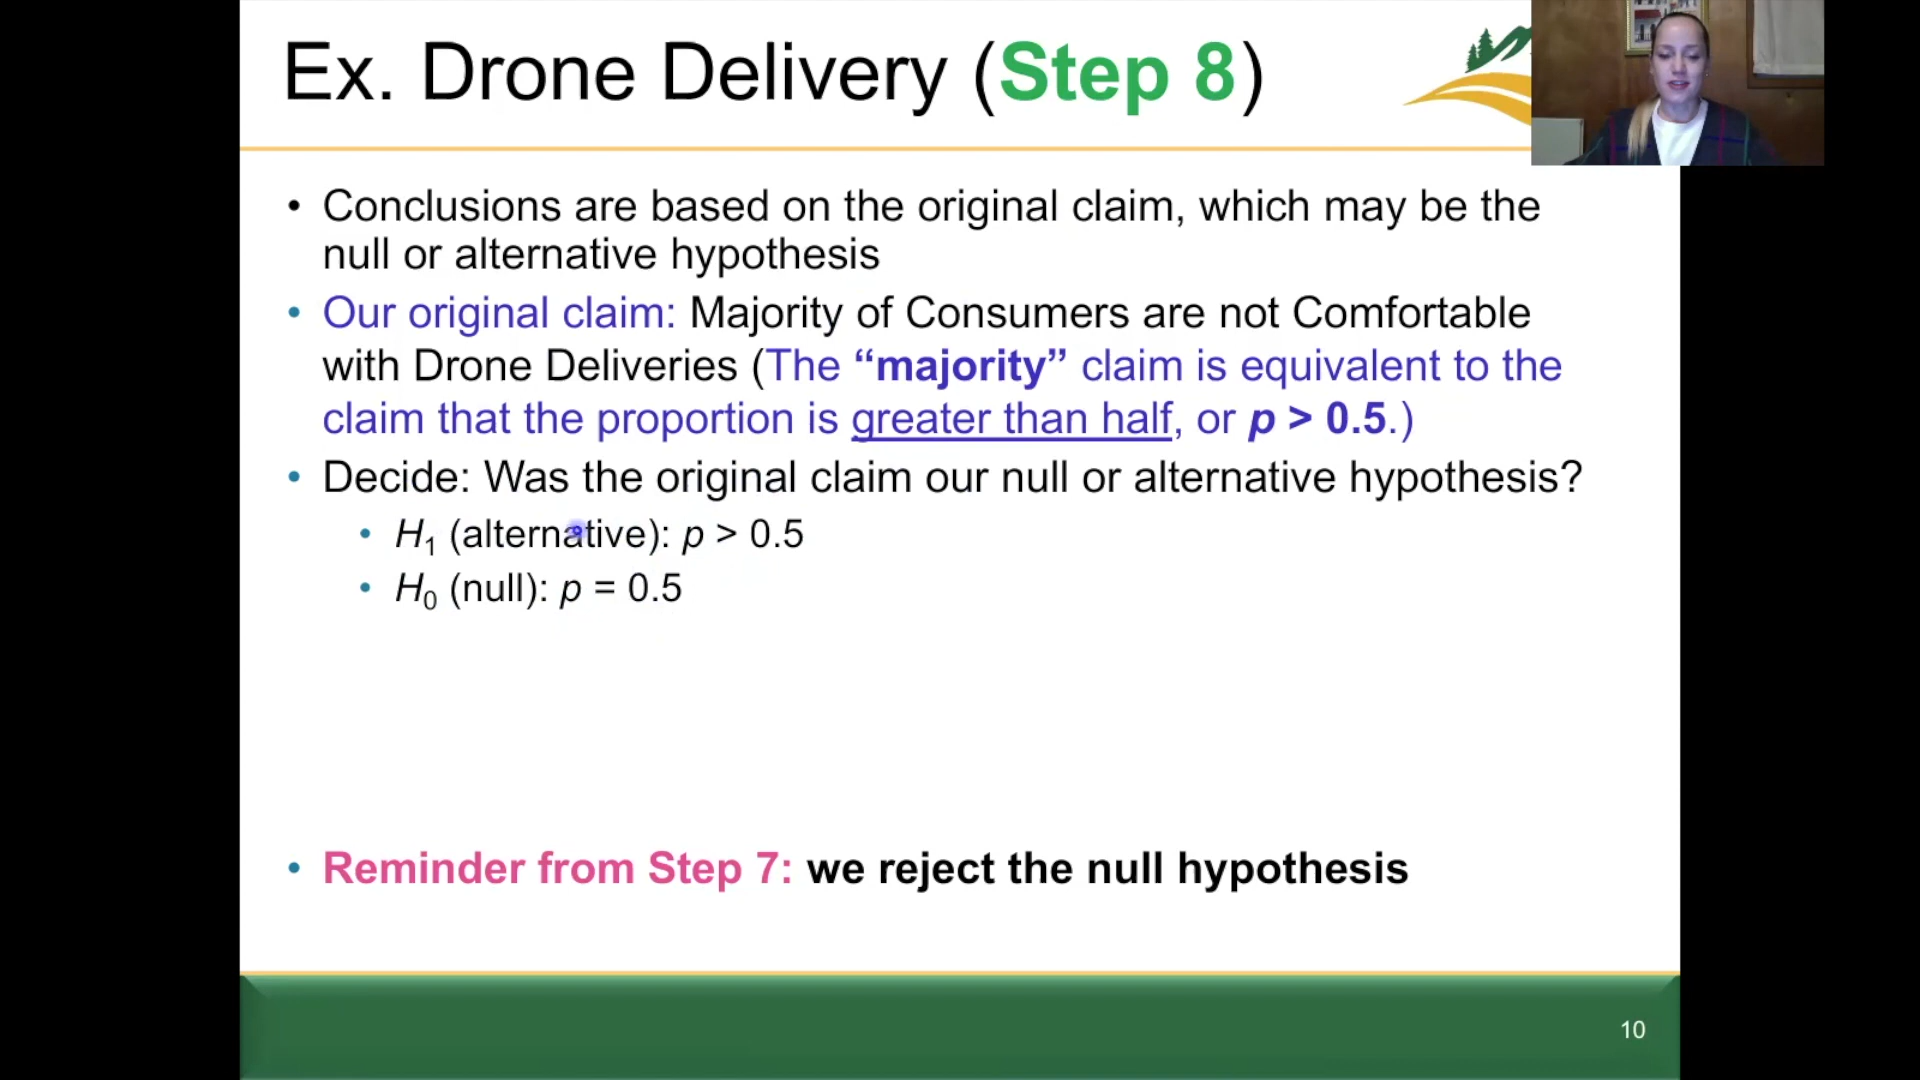 Ex. Drone Delivery (Step 8)
• Conclusions are based on the original claim, which may be the
null or alternative hypothesis
• Our original claim: Majority of Consumers are not Comfortable
with Drone Deliveries (The “majority” claim is equivalent to the
claim that the proportion is greater than half, or p > 0.5.)
• Decide: Was the original claim our null or alternative hypothesis?
• H₁ (alternative): p > 0.5
• H₀ (null): p = 0.5
• Reminder from Step 7: we reject the null hypothesis
10